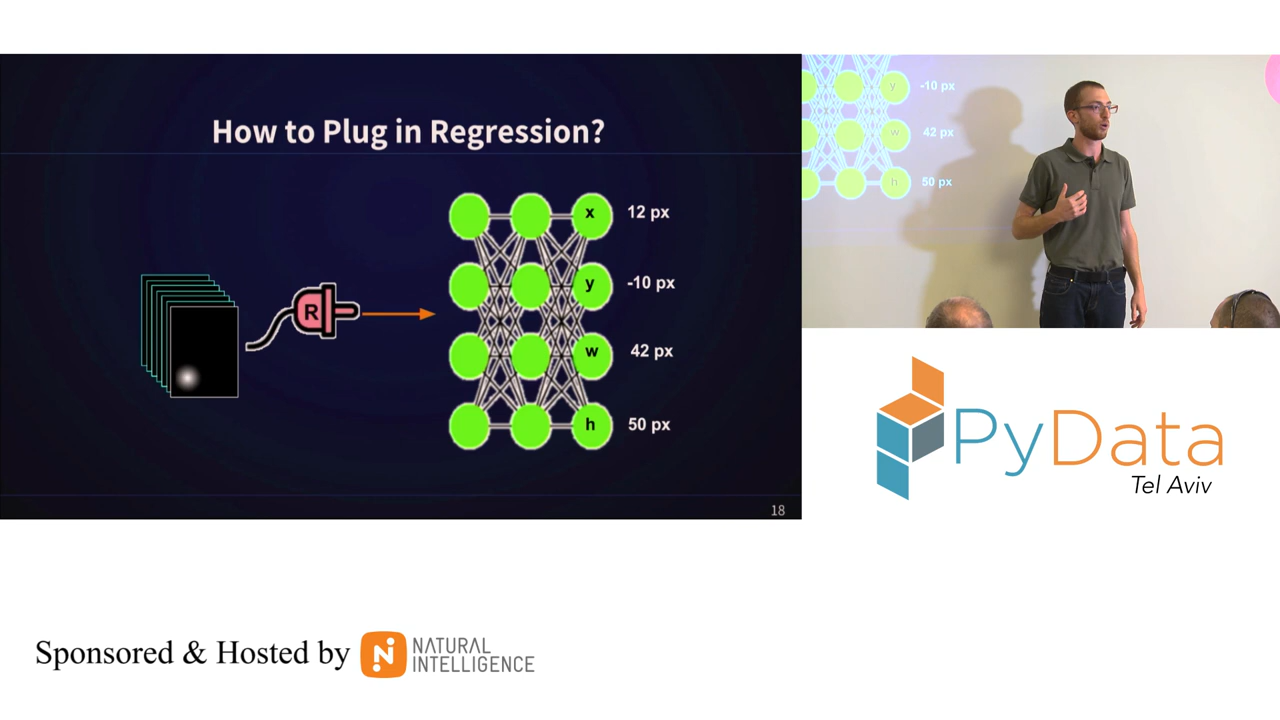 How to Plug in Regression?
R
x 12 px
y -10 px
w 42 px
h 50 px
18
y -10 px
w 42 px
h 50 px
PyData
Tel Aviv
Sponsored & Hosted by
NATURAL
INTELLIGENCE